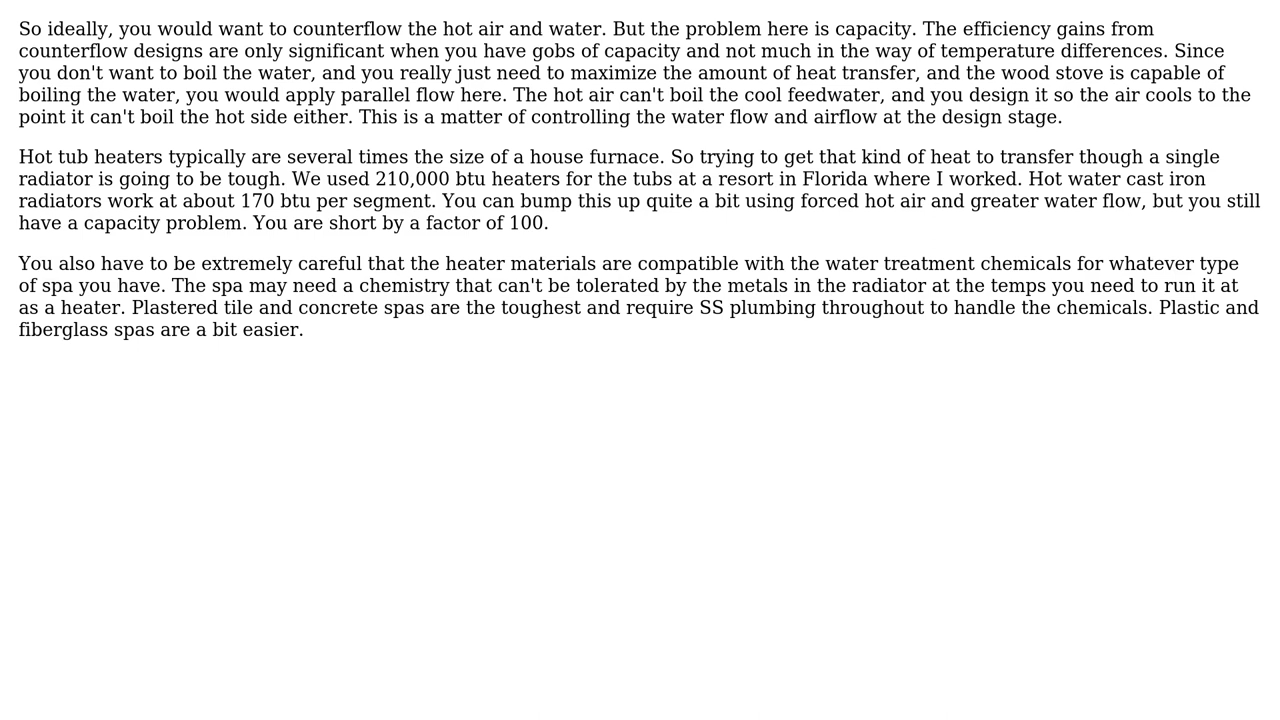 So ideally, you would want to counterflow the hot air and water. But the problem here is capacity. The efficiency gains from
counterflow designs are only significant when you have gobs of capacity and not much in the way of temperature differences. Since
you don't want to boil the water, and you really just need to maximize the amount of heat transfer, and the wood stove is capable of
boiling the water, you would apply parallel flow here. The hot air can't boil the cool feedwater, and you design it so the air cools to the
point it can't boil the hot side either. This is a matter of controlling the water flow and airflow at the design stage.
Hot tub heaters typically are several times the size of a house furnace. So trying to get that kind of heat to transfer though a single
radiator is going to be tough. We used 210,000 btu heaters for the tubs at a resort in Florida where I worked. Hot water cast iron
radiators work at about 170 btu per segment. You can bump this up quite a bit using forced hot air and greater water flow, but you still
have a capacity problem. You are short by a factor of 100.
You also have to be extremely careful that the heater materials are compatible with the water treatment chemicals for whatever type
of spa you have. The spa may need a chemistry that can't be tolerated by the metals in the radiator at the temps you need to run it at
as a heater. Plastered tile and concrete spas are the toughest and require SS plumbing throughout to handle the chemicals. Plastic and
fiberglass spas are a bit easier.